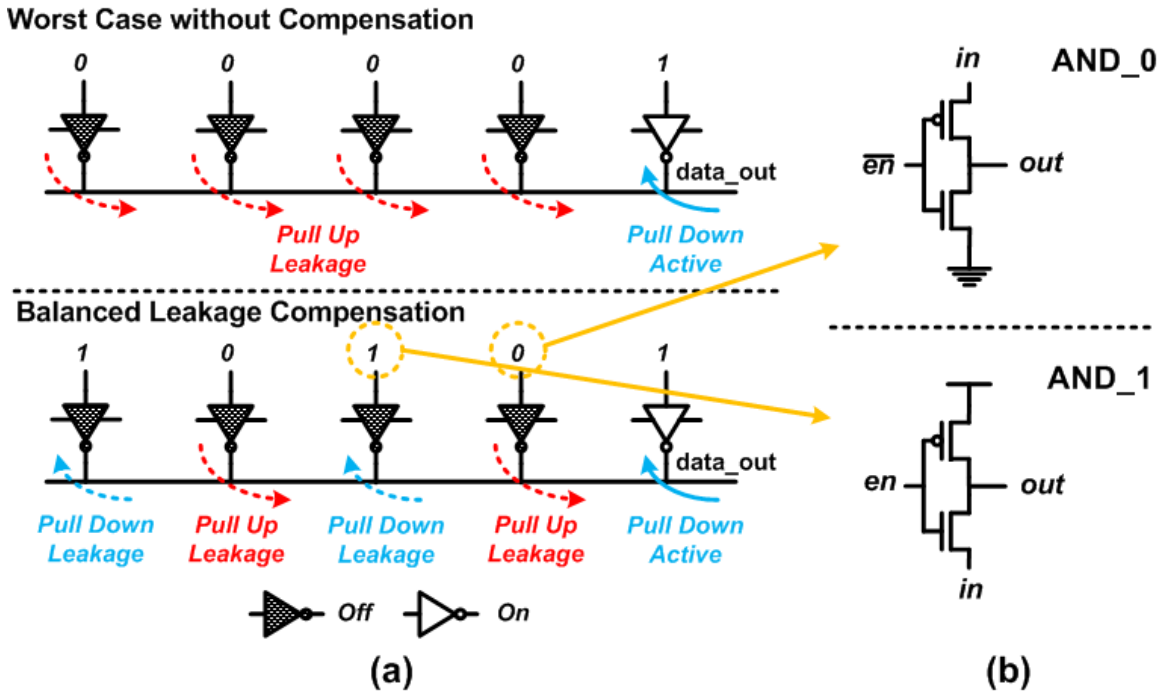 Worst Case without Compensation
0 0 0 0 1
data_out
Pull Up
Leakage
Pull Down
Active
Balanced Leakage Compensation
1 0 1 0 1
data_out
Pull Down
Leakage
Pull Up
Leakage
Pull Down
Leakage
Pull Up
Leakage
Pull Down
Active
Off
On
(a)
in
AND_0
en
out
AND_1
en
out
in
(b)